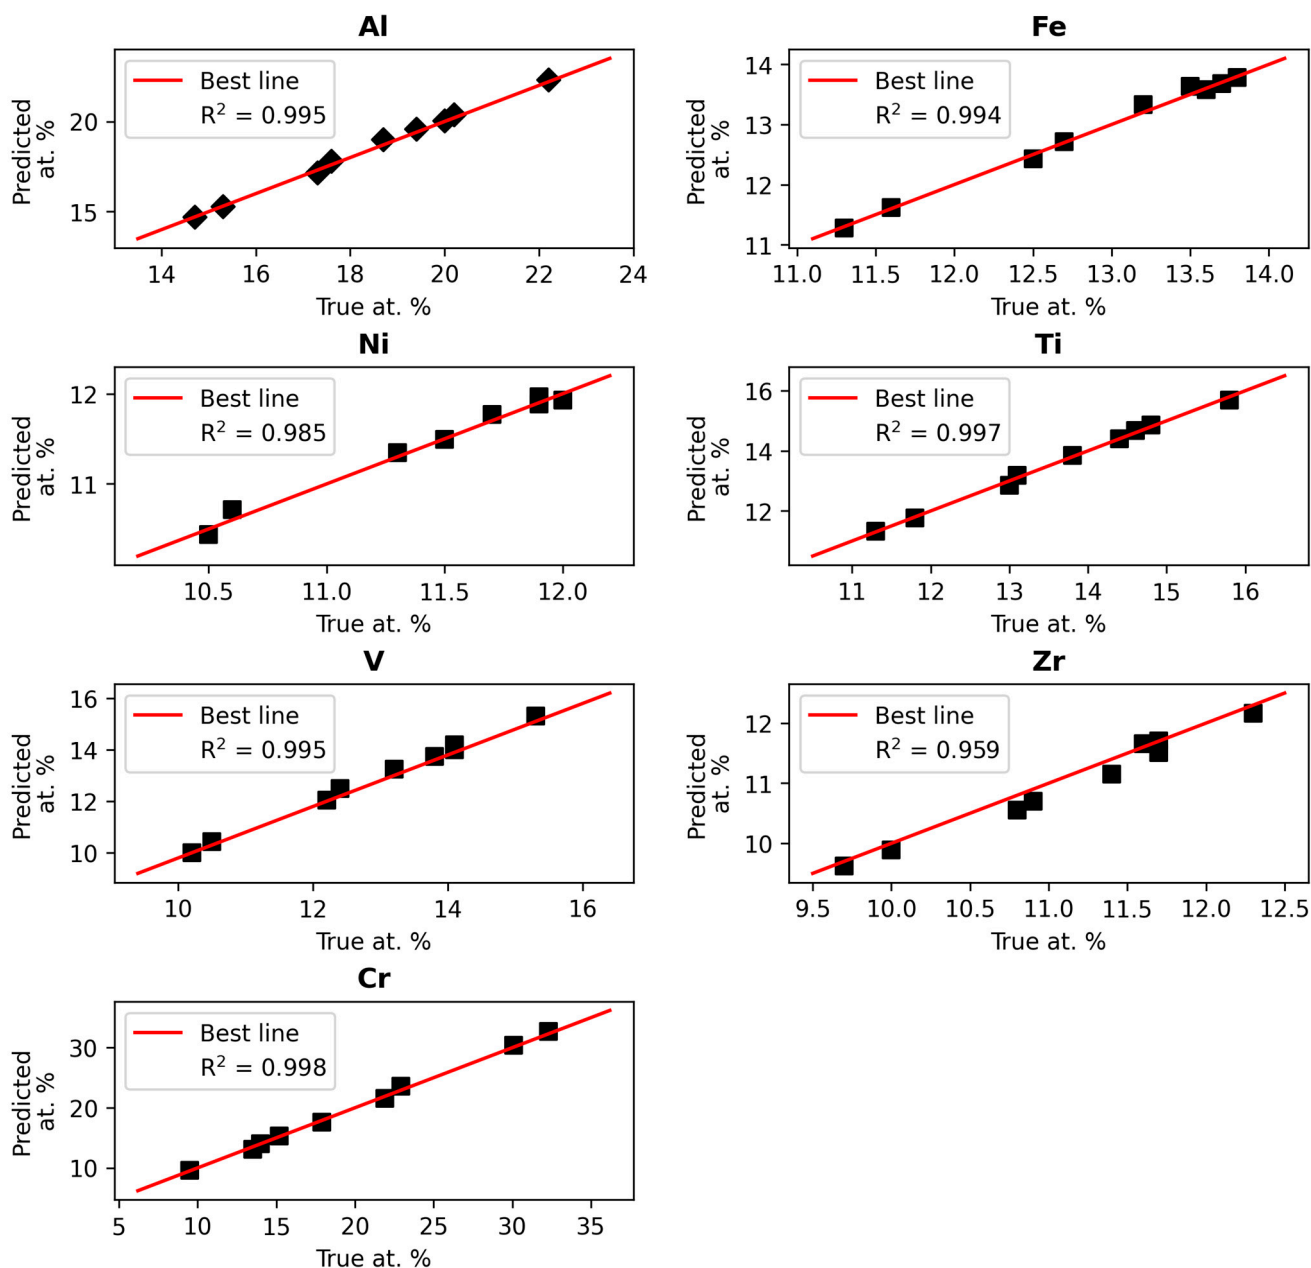 Al
Best line
R² = 0.995
20
15
14 16 18 20 22 24
Predicted
at. %
True at. %
Fe
Best line
R² = 0.994
14
13
12
11
11.0 11.5 12.0 12.5 13.0 13.5 14.0
Predicted
at. %
True at. %
Ni
Best line
R² = 0.985
12
11
10.5 11.0 11.5 12.0
Predicted
at. %
True at. %
Ti
Best line
R² = 0.997
16
14
12
11 12 13 14 15 16
Predicted
at. %
True at. %
V
Best line
R² = 0.995
16
14
12
10
10 12 14 16
Predicted
at. %
True at. %
Zr
Best line
R² = 0.959
12
11
10
9.5 10.0 10.5 11.0 11.5 12.0 12.5
Predicted
at. %
True at. %
Cr
Best line
R² = 0.998
30
20
10
5 10 15 20 25 30 35
Predicted
at. %
True at. %